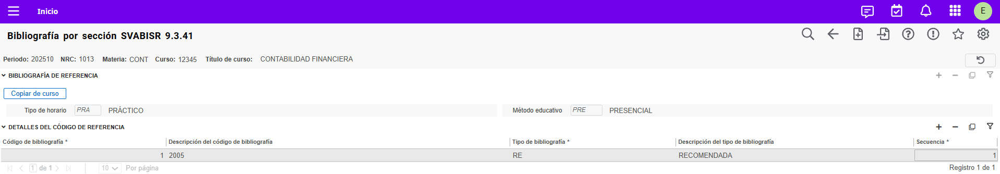 Inicio
E
Bibliografía por sección SVABISR 9.3.41
Periodo: 202510 NRC: 1013 Materia: CONT Curso: 12345 Título de curso: CONTABILIDAD FINANCIERA
BIBLIOGRAFÍA DE REFERENCIA
Copiar de curso
Tipo de horario PRA PRÁCTICO Método educativo PRE PRESENCIAL
DETALLES DEL CÓDIGO DE REFERENCIA
Código de bibliografía * Descripción del código de bibliografía Tipo de bibliografía * Descripción del tipo de bibliografía Secuencia *
1 2005 RE RECOMENDADA 1
1 de 1 10 Por página Registro 1 de 1